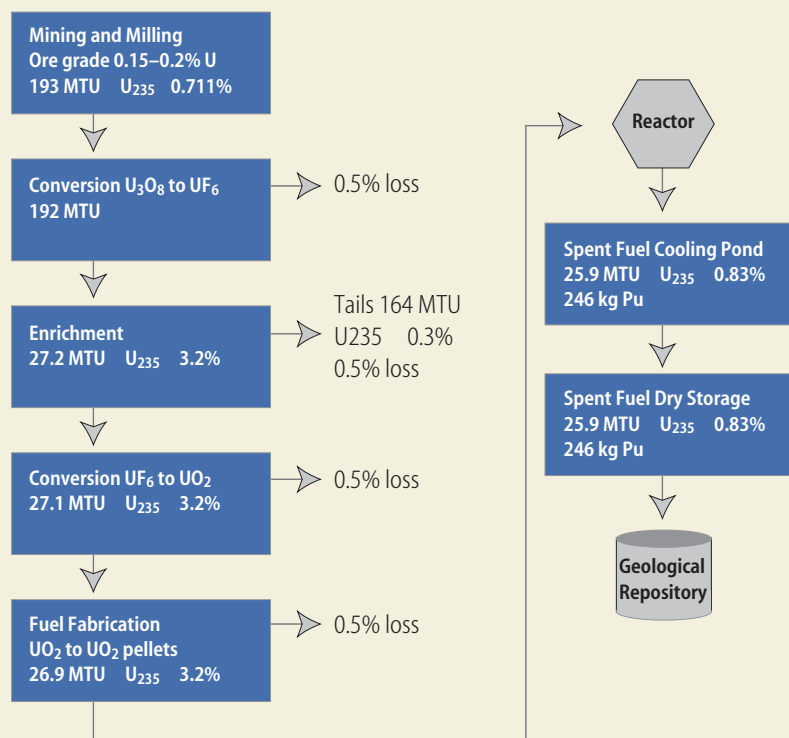 Mining and Milling
Ore grade 0.15–0.2% U
193 MTU U₂₃₅ 0.711%
Conversion U₃O₈ to UF₆
192 MTU
0.5% loss
Enrichment
27.2 MTU U₂₃₅ 3.2%
Tails 164 MTU
U235 0.3%
0.5% loss
Conversion UF₆ to UO₂
27.1 MTU U₂₃₅ 3.2%
0.5% loss
Fuel Fabrication
UO₂ to UO₂ pellets
26.9 MTU U₂₃₅ 3.2%
0.5% loss
Reactor
Spent Fuel Cooling Pond
25.9 MTU U₂₃₅ 0.83%
246 kg Pu
Spent Fuel Dry Storage
25.9 MTU U₂₃₅ 0.83%
246 kg Pu
Geological
Repository